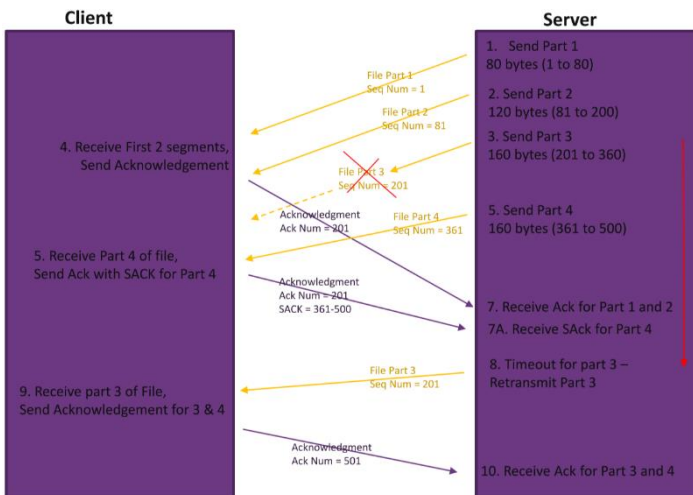 Client
Server
1. Send Part 1
80 bytes (1 to 80)
File Part 1
Seq Num = 1
2. Send Part 2
120 bytes (81 to 200)
File Part 2
Seq Num = 81
3. Send Part 3
160 bytes (201 to 360)
4. Receive First 2 segments,
Send Acknowledgement
File Part 3
Seq Num = 201
Acknowledgment
Ack Num = 201
File Part 4
Seq Num = 361
5. Send Part 4
160 bytes (361 to 500)
5. Receive Part 4 of file,
Send Ack with SACK for Part 4
Acknowledgment
Ack Num = 201
SACK = 361-500
7. Receive Ack for Part 1 and 2
7A. Receive SAck for Part 4
8. Timeout for part 3 –
Retransmit Part 3
File Part 3
Seq Num = 201
9. Receive part 3 of File,
Send Acknowledgement for 3 & 4
Acknowledgment
Ack Num = 501
10. Receive Ack for Part 3 and 4